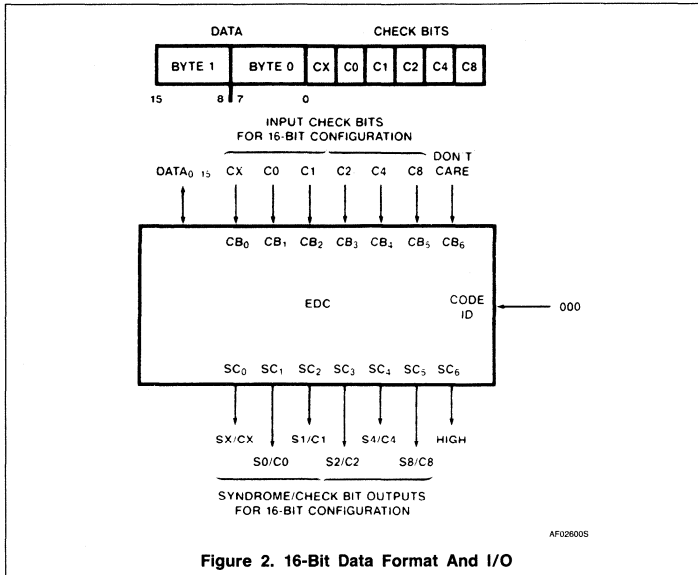 DATA CHECK BITS
BYTE 1 BYTE 0 CX C0 C1 C2 C4 C8
15 8 7 0
INPUT CHECK BITS
FOR 16-BIT CONFIGURATION
DATA0 15 CX C0 C1 C2 C4 C8 DON T CARE
CB0 CB1 CB2 CB3 CB4 CB5 CB6
EDC
CODE
ID
000
SC0 SC1 SC2 SC3 SC4 SC5 SC6
SX/CX S1/C1 S4/C4 HIGH
S0/C0 S2/C2 S8/C8
SYNDROME/CHECK BIT OUTPUTS
FOR 16-BIT CONFIGURATION
AF02600S
Figure 2. 16-Bit Data Format And I/O